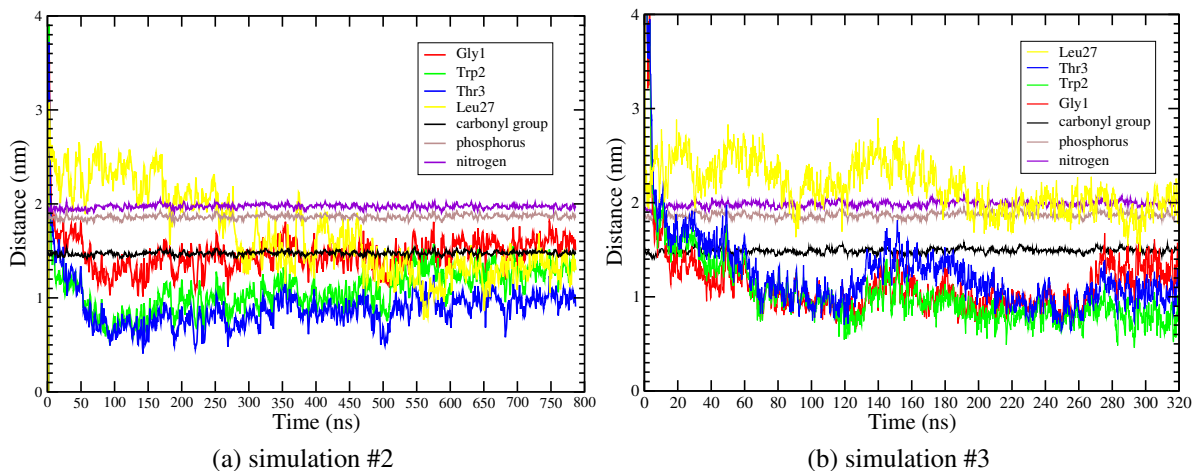 4
3
2
1
0
Distance (nm)
Gly1
Trp2
Thr3
Leu27
carbonyl group
phosphorus
nitrogen
0 50 100 150 200 250 300 350 400 450 500 550 600 650 700 750 800
Time (ns)
(a) simulation #2
4
3
2
1
0
Distance (nm)
Leu27
Thr3
Trp2
Gly1
carbonyl group
phosphorus
nitrogen
0 20 40 60 80 100 120 140 160 180 200 220 240 260 280 300 320
Time (ns)
(b) simulation #3